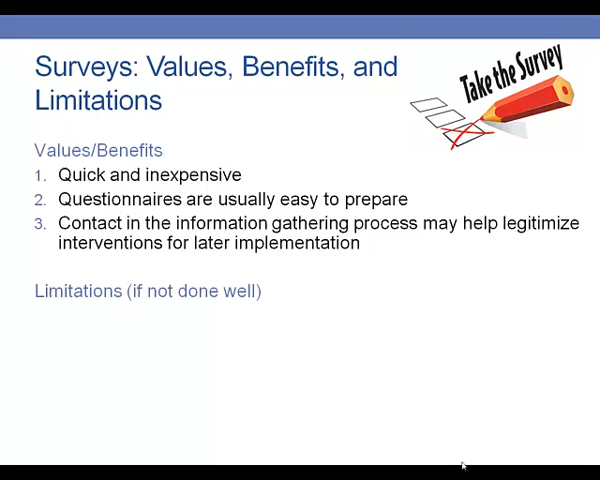 Surveys: Values, Benefits, and
Limitations
Take the Survey
Values/Benefits
1. Quick and inexpensive
2. Questionnaires are usually easy to prepare
3. Contact in the information gathering process may help legitimize
interventions for later implementation
Limitations (if not done well)